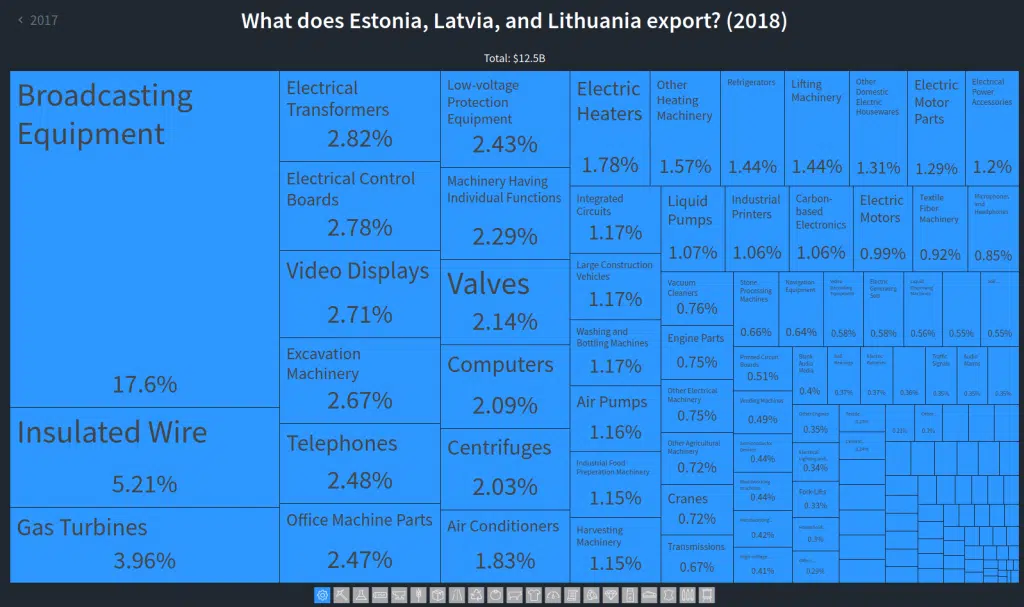 < 2017
What does Estonia, Latvia, and Lithuania export? (2018)
Total: $12.5B
Broadcasting
Equipment
17.6%
Insulated Wire
5.21%
Gas Turbines
3.96%
Electrical
Transformers
2.82%
Electrical Control
Boards
2.78%
Video Displays
2.71%
Excavation
Machinery
2.67%
Telephones
2.48%
Office Machine Parts
2.47%
Low-voltage
Protection
Equipment
2.43%
Machinery Having
Individual Functions
2.29%
Valves
2.14%
Computers
2.09%
Centrifuges
2.03%
Air Conditioners
1.83%
Electric
Heaters
1.78%
Other
Heating
Machinery
1.57%
Refrigerators
1.44%
Lifting
Machinery
1.44%
Other
Domestic
Electric
Housewares
1.31%
Electric
Motor
Parts
1.29%
Electrical
Power
Accessories
1.2%
Integrated
Circuits
1.17%
Large Construction
Vehicles
1.17%
Washing and
Bottling Machines
1.17%
Air Pumps
1.16%
Industrial Food
Preparation Machinery
1.15%
Harvesting
Machinery
1.15%
Liquid
Pumps
1.07%
Industrial
Printers
1.06%
Carbon-
based
Electronics
1.06%
Electric
Motors
0.99%
Textile
Fiber
Machinery
0.92%
Microphones
and
Headphones
0.85%
Vacuum
Cleaners
0.76%
Engine Parts
0.75%
Other Electrical
Machinery
0.75%
Other Agricultural
Machinery
0.72%
Cranes
0.72%
Transmissions
0.67%
Stone
Processing
Machines
0.66%
Navigation
Equipment
0.64%
0.58%
Electric
Generating
Sets
0.58%
Liquid
Dispersing
Machines
0.56%
0.55%
0.55%
Printed Circuit
Boards
0.51%
0.49%
0.44%
0.44%
0.42%
0.41%
Blank
Audio
Media
0.4%
0.37%
0.37%
0.36%
Traffic
Signals
0.35%
0.35%
0.35%
Other Engines
0.35%
0.34%
Fork-Lifts
0.33%
0.3%
0.29%